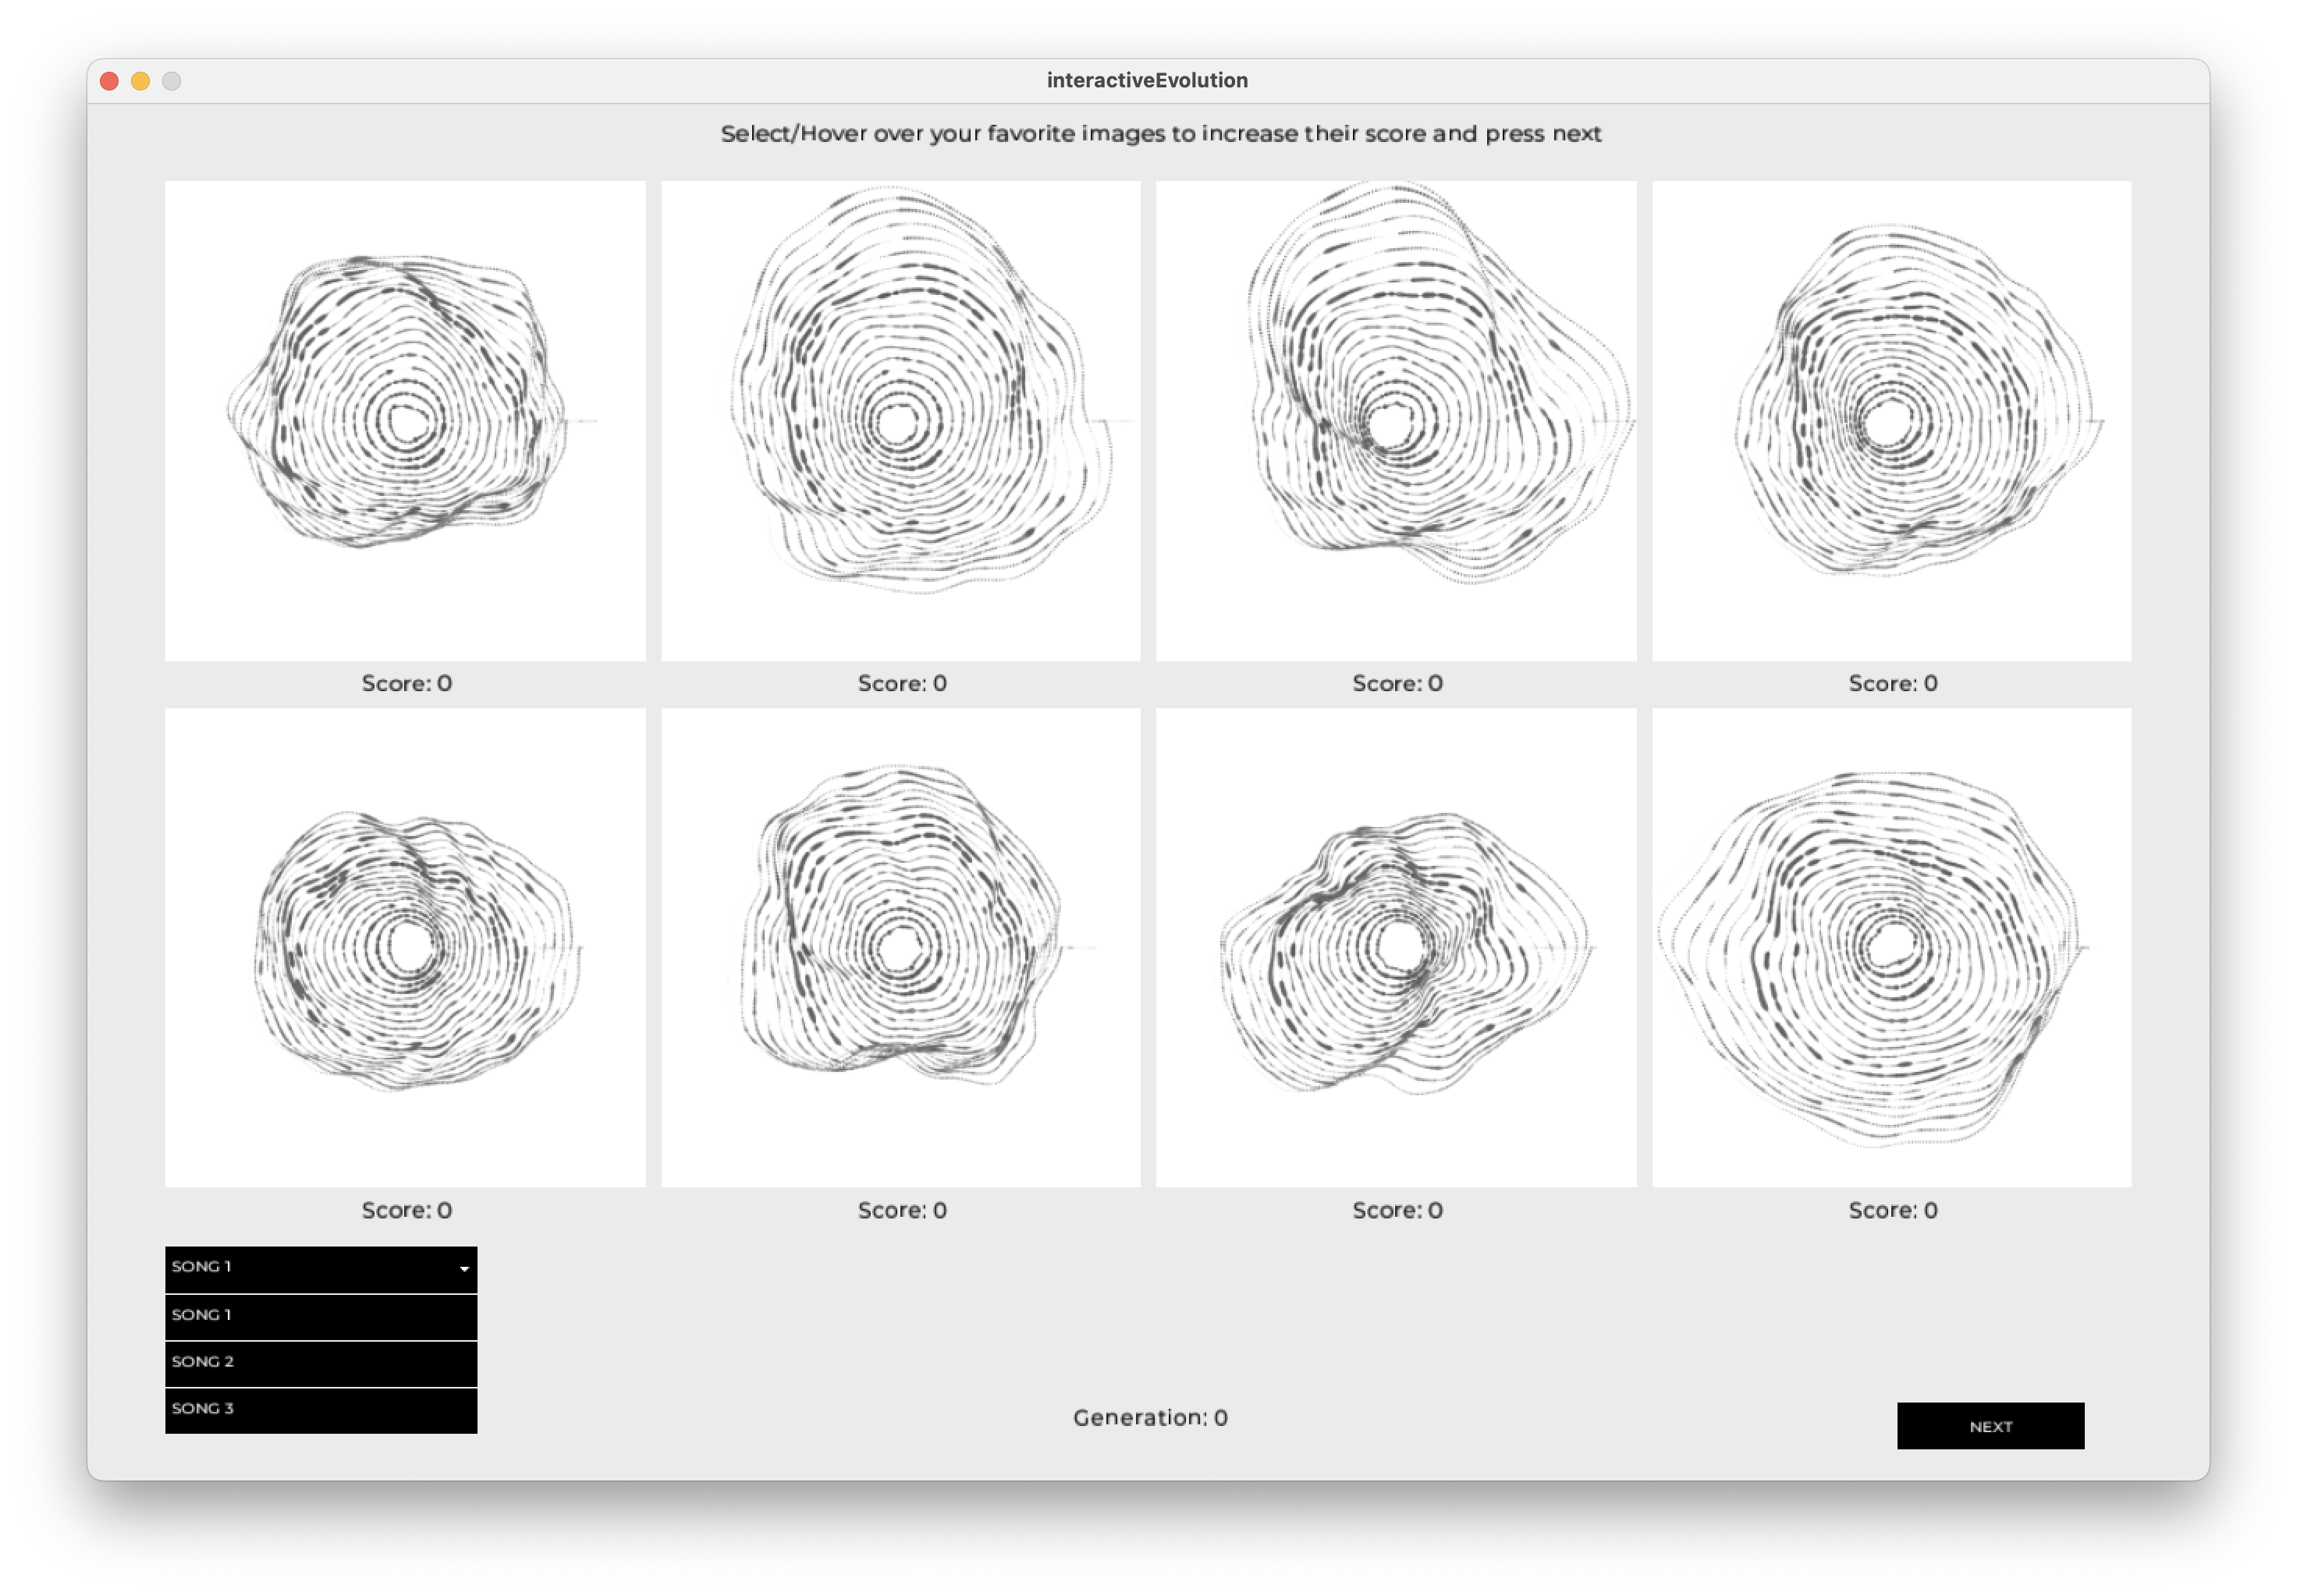 interactiveEvolution
Select/Hover over your favorite images to increase their score and press next
Score: 0
Score: 0
Score: 0
Score: 0
Score: 0
Score: 0
Score: 0
Score: 0
SONG 1
SONG 1
SONG 2
SONG 3
Generation: 0
NEXT